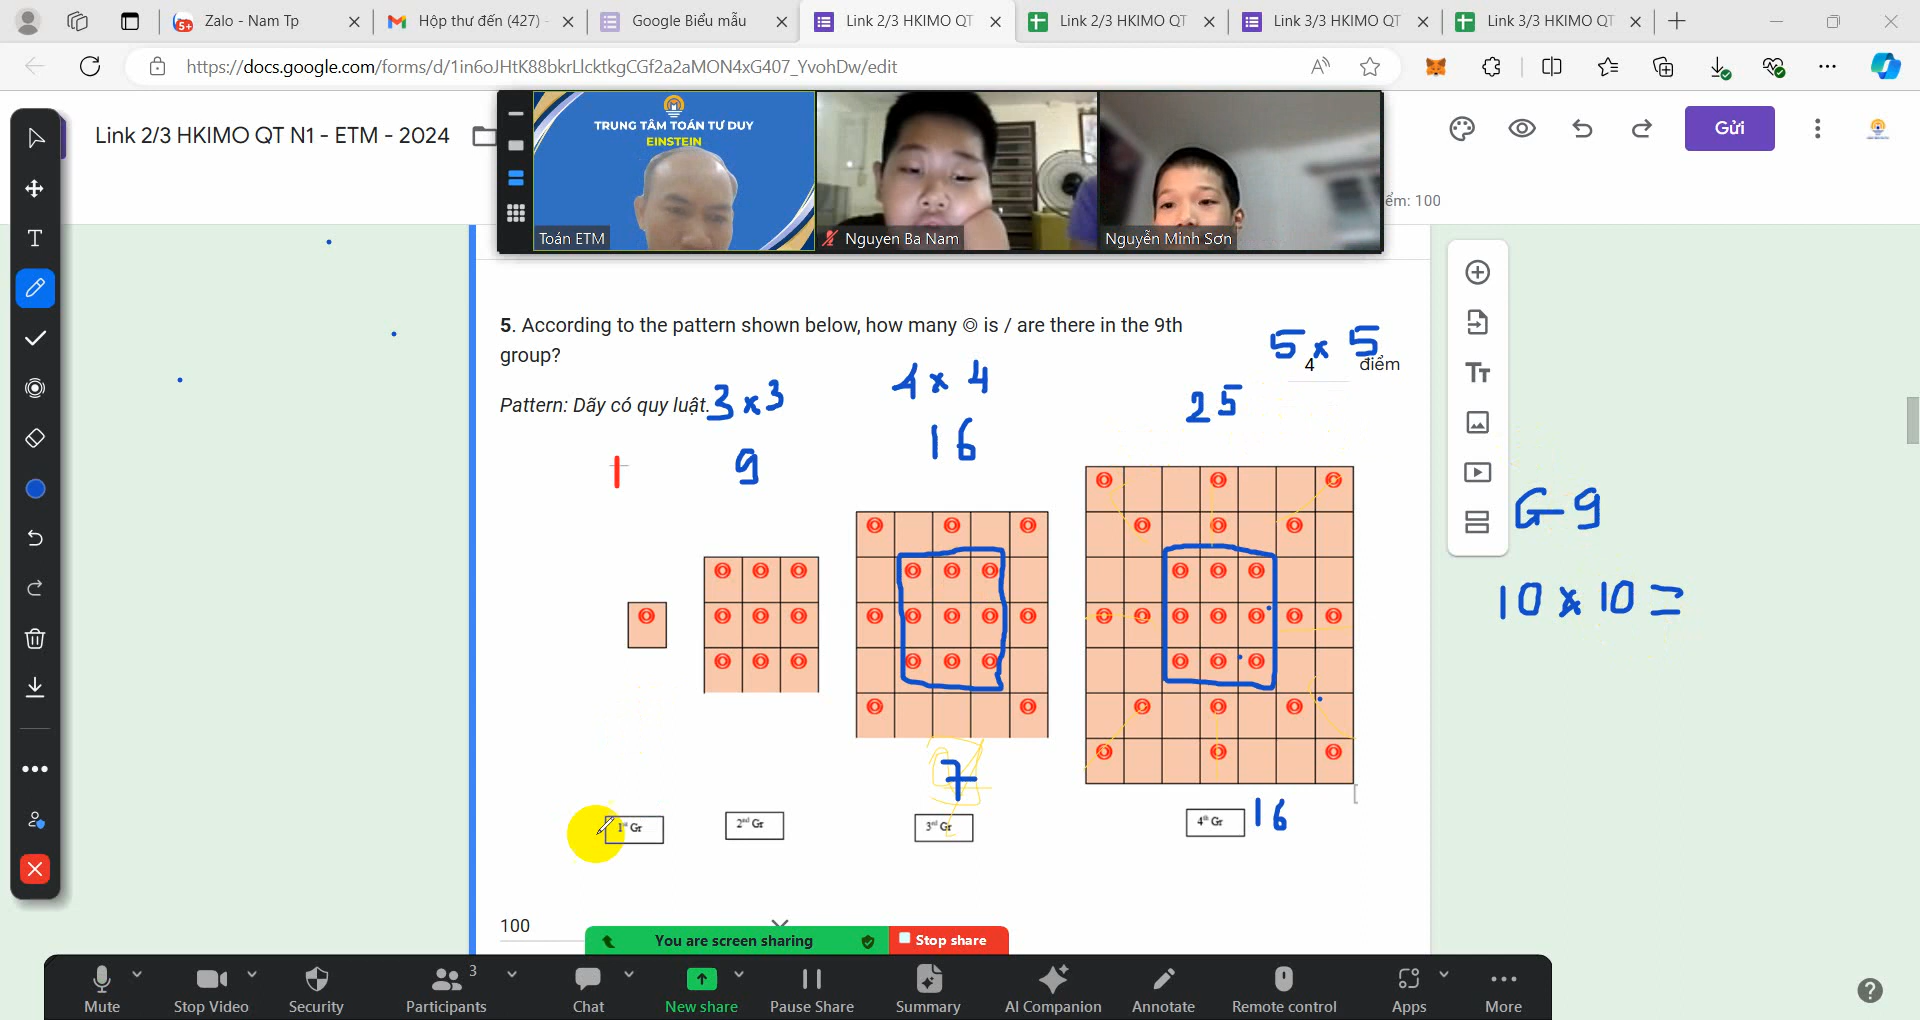 Zalo - Nam Tp
Hộp thư đến (427) -
Google Biểu mẫu
Link 2/3 HKIMO QT
Link 2/3 HKIMO QT
Link 3/3 HKIMO QT
Link 3/3 HKIMO QT
https://docs.google.com/forms/d/1in6oJHtK88bkrLlcktkgCGf2a2aMON4xG407_YvohDw/edit
Link 2/3 HKIMO QT N1 - ETM - 2024
TRUNG TÂM TOÁN TƯ DUY
EINSTEIN
Toán ETM
Nguyen Ba Nam
Nguyễn Minh Sơn
Gửi
ểm: 100
5. According to the pattern shown below, how many ◎ is / are there in the 9th
group?
5 x 5
4 điểm
Pattern: Dãy có quy luật.
3 x 3
4 x 4
25
1
9
16
G 9
10 x 10 =
7
1st Gr
2nd Gr
3rd Gr
4th Gr
16
100
You are screen sharing
Stop share
Mute
Stop Video
Security
Participants
3
Chat
New share
Pause Share
Summary
AI Companion
Annotate
Remote control
Apps
More